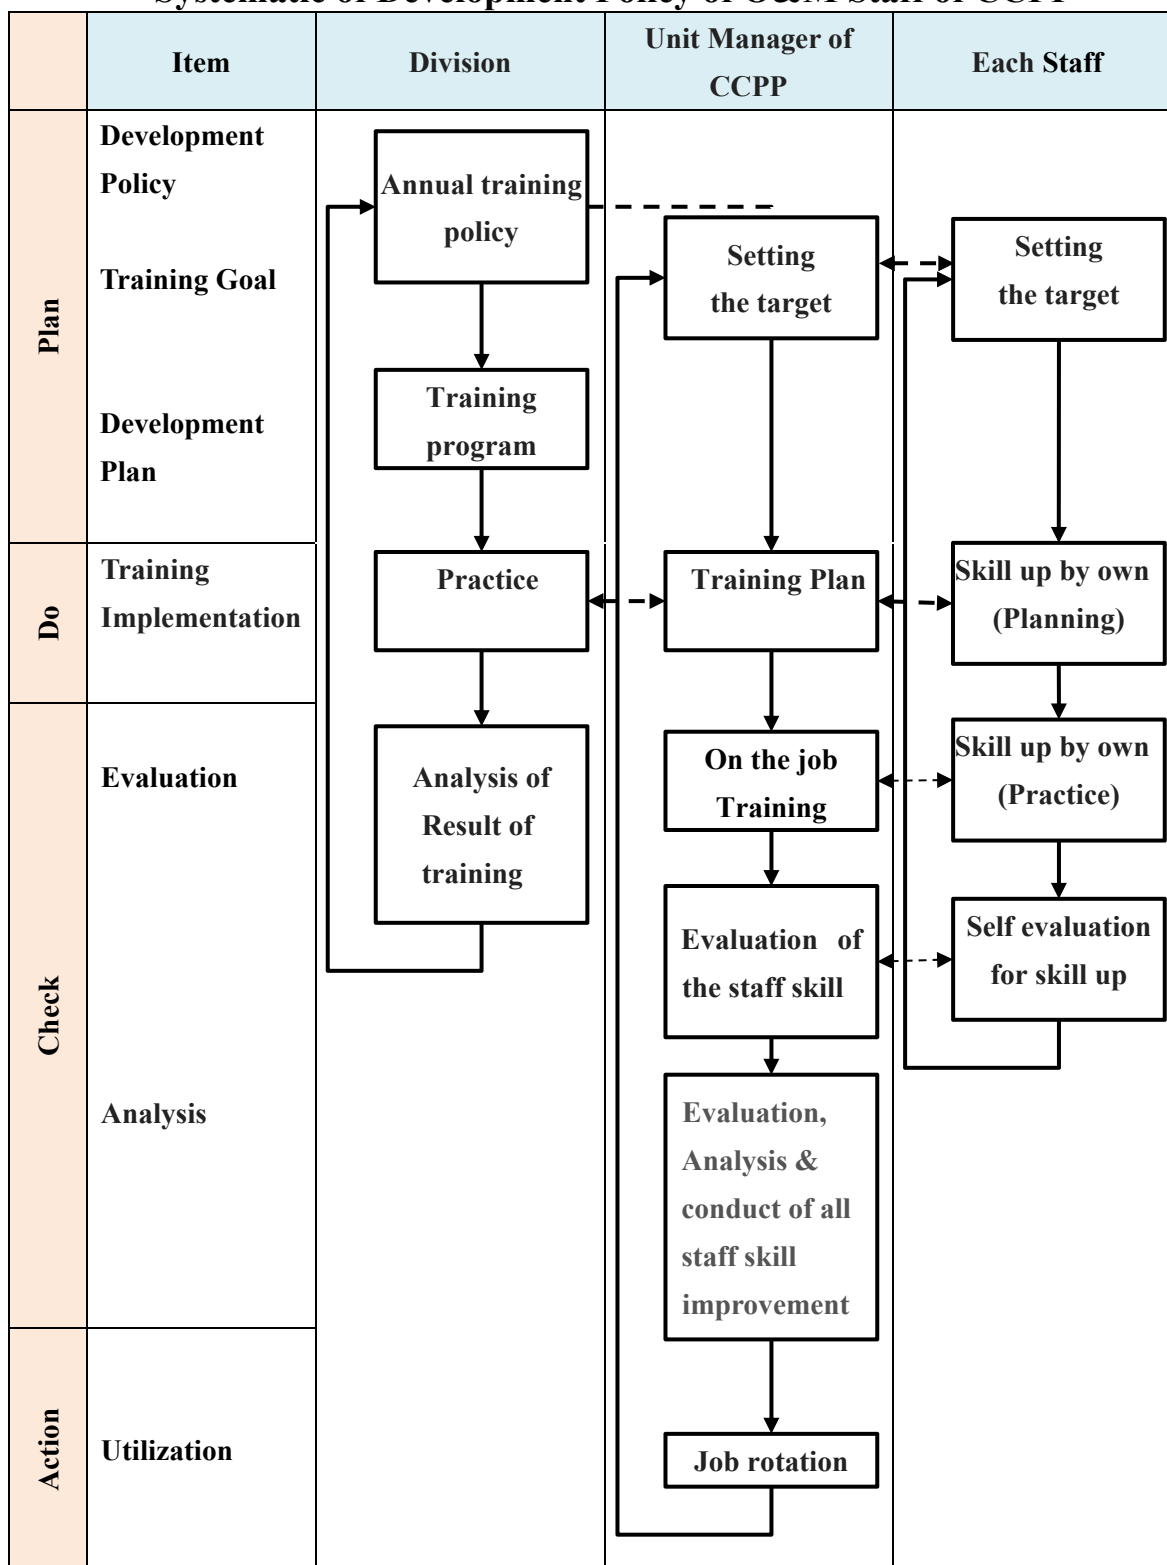 Systematic of Development Policy of O&M Staff of CCPP
Item
Division
Unit Manager of
CCPP
Each Staff
Plan
Development
Policy
Training Goal
Development
Plan
Annual training
policy
Training
program
Setting
the target
Setting
the target
Do
Training
Implementation
Practice
Training Plan
Skill up by own
(Planning)
Check
Evaluation
Analysis
Analysis of
Result of
training
On the job
Training
Evaluation of
the staff skill
Evaluation,
Analysis &
conduct of all
staff skill
improvement
Skill up by own
(Practice)
Self evaluation
for skill up
Action
Utilization
Job rotation